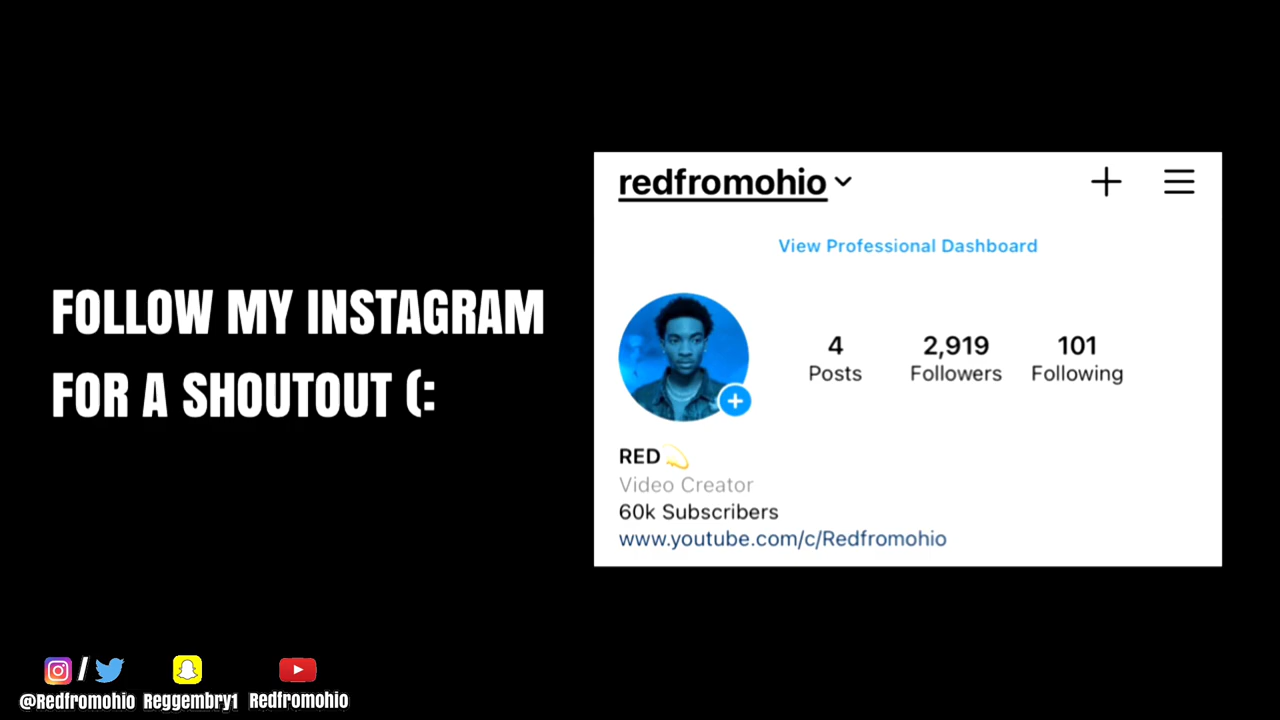 FOLLOW MY INSTAGRAM
FOR A SHOUTOUT (:
redfromohio
View Professional Dashboard
4 2,919 101
Posts Followers Following
RED💫
Video Creator
60k Subscribers
www.youtube.com/c/Redfromohio
/
@Redfromohio Reggembry1 Redfromohio